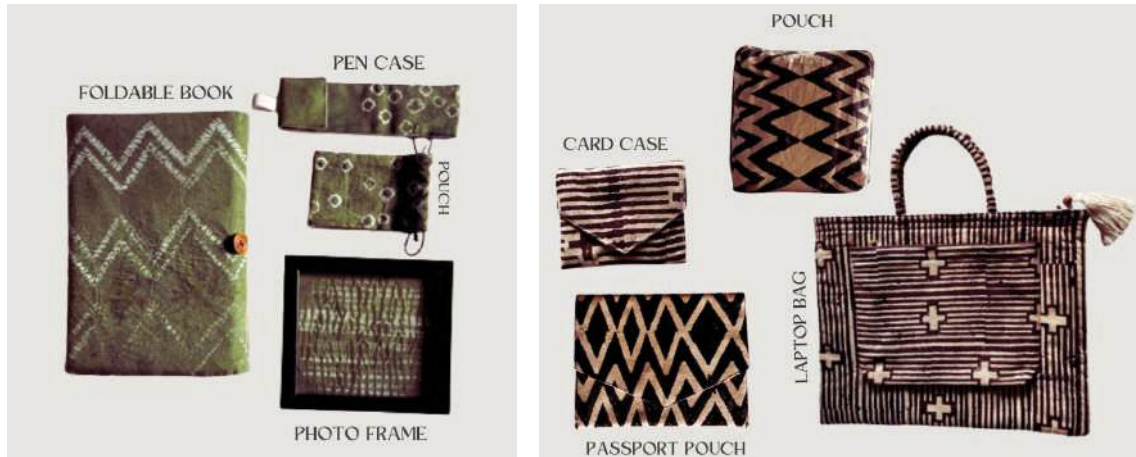 PEN CASE
FOLDABLE BOOK
POUCH
PHOTO FRAME
POUCH
CARD CASE
LAPTOP BAG
PASSPORT POUCH